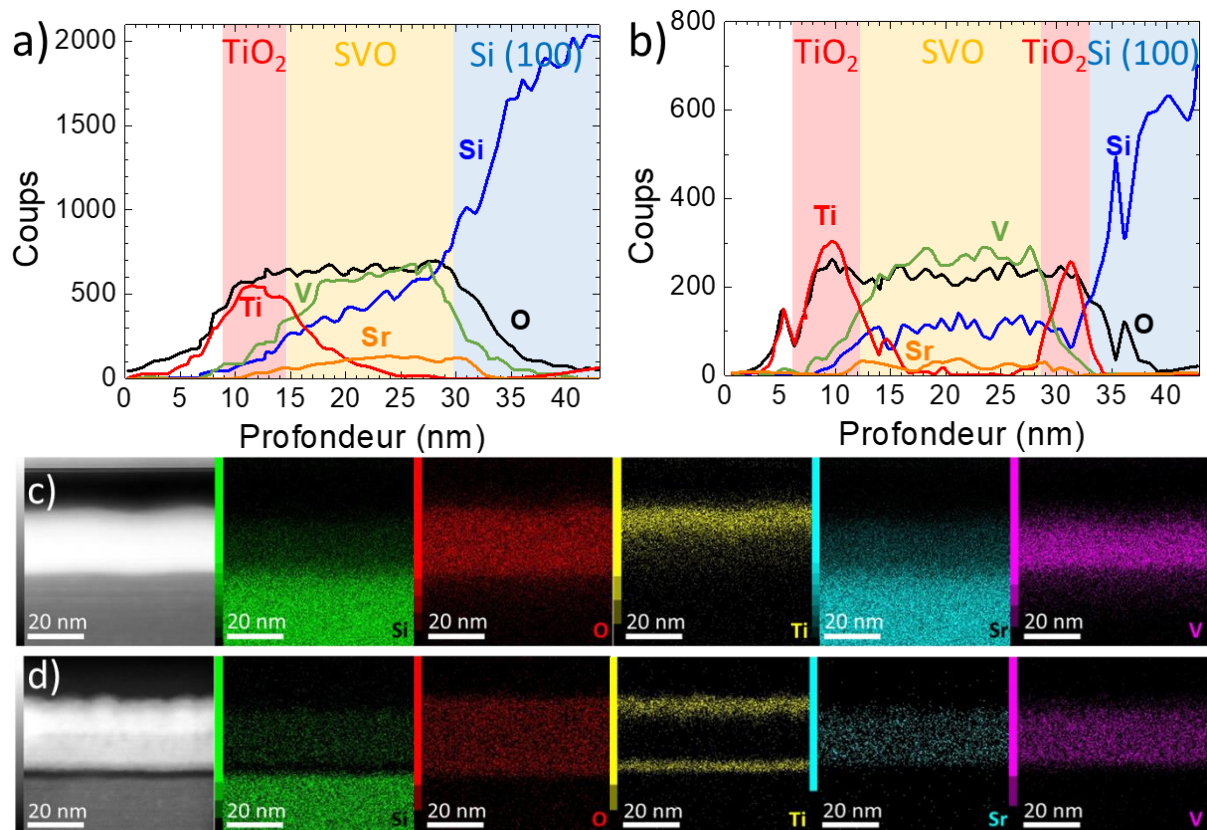 a)
TiO₂ SVO Si (100)
2000
1500
1000
500
0
Coups
Si
Ti
V
Sr
O
0 5 10 15 20 25 30 35 40
Profondeur (nm)
b)
TiO₂ SVO TiO₂ Si (100)
800
600
400
200
0
Coups
Ti
V
Si
Sr
O
0 5 10 15 20 25 30 35 40
Profondeur (nm)
c)
20 nm 20 nm Si 20 nm O 20 nm Ti 20 nm Sr 20 nm V
d)
20 nm 20 nm Si 20 nm O 20 nm Ti 20 nm Sr 20 nm V